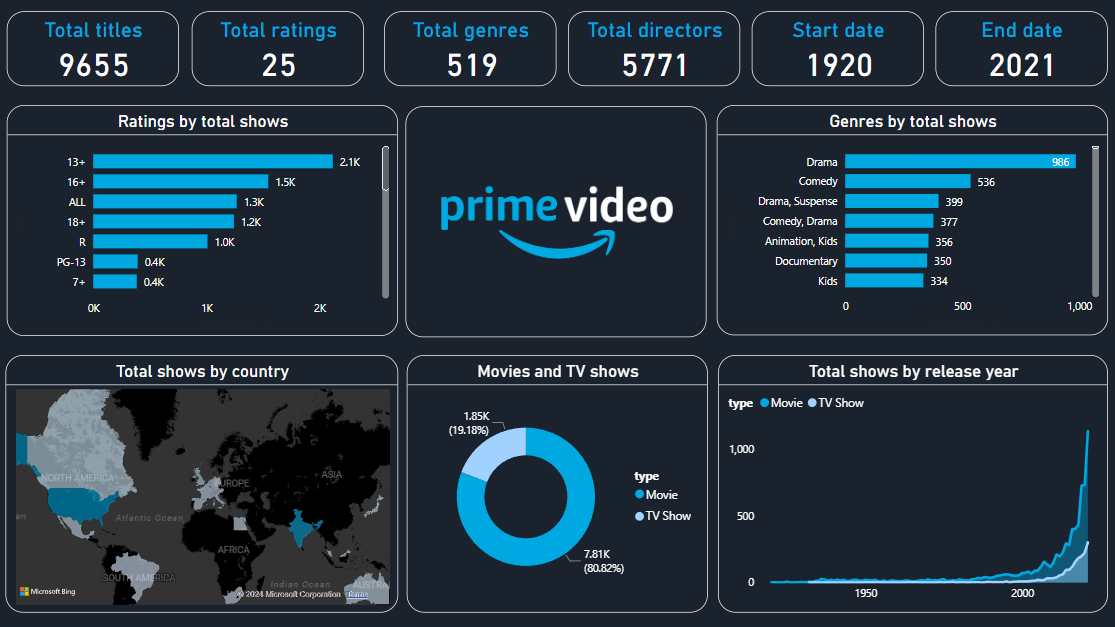 Total titles
9655
Total ratings
25
Total genres
519
Total directors
5771
Start date
1920
End date
2021
Ratings by total shows
13+ 2.1K
16+ 1.5K
ALL 1.3K
18+ 1.2K
R 1.0K
PG-13 0.4K
7+ 0.4K
0K 1K 2K
prime video
Genres by total shows
Drama 986
Comedy 536
Drama, Suspense 399
Comedy, Drama 377
Animation, Kids 356
Documentary 350
Kids 334
0 500 1,000
Total shows by country
NORTH AMERICA
EUROPE
ASIA
Atlantic Ocean
AFRICA
SOUTH AMERICA
Indian Ocean
AUSTRA
Microsoft Bing
© 2024 Microsoft Corporation Terms
Movies and TV shows
1.85K
(19.18%)
type
Movie
TV Show
7.81K
(80.82%)
Total shows by release year
type Movie TV Show
1,000
500
0
1950 2000